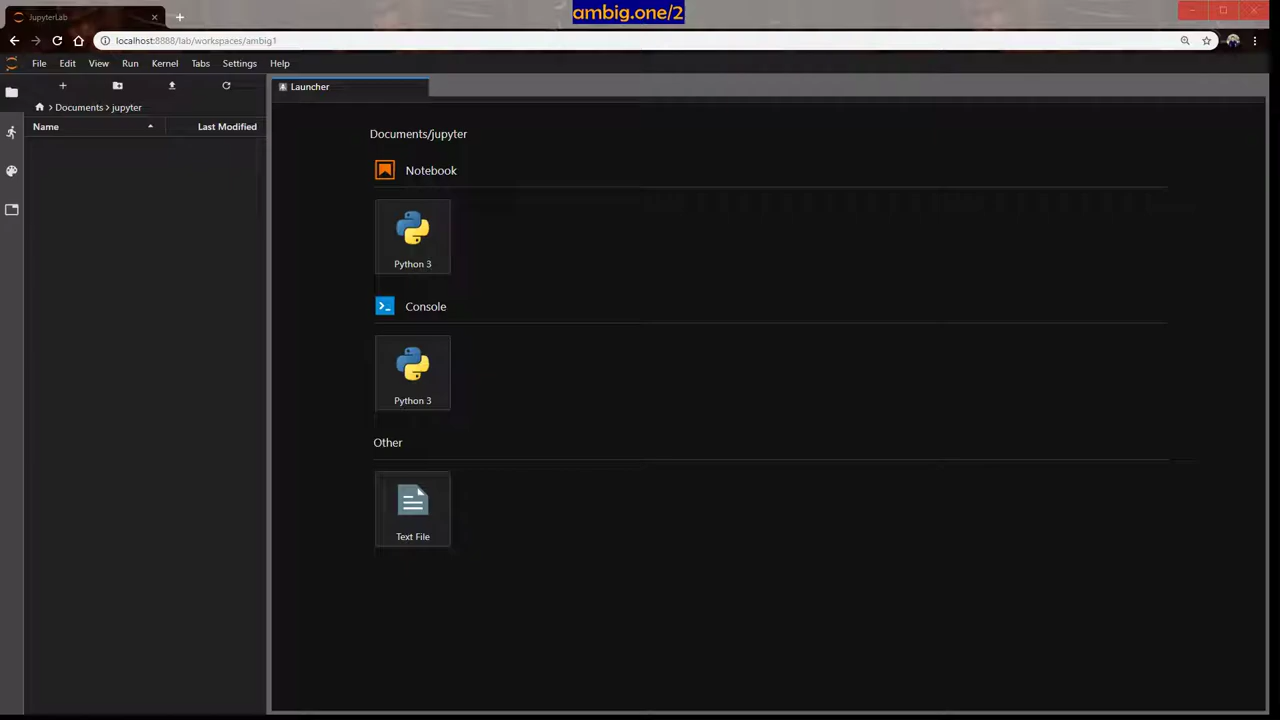 ambig.one/2
JupyterLab
localhost:8888/lab/workspaces/ambig1
File Edit View Run Kernel Tabs Settings Help
Launcher
Documents jupyter
Name Last Modified
Documents/jupyter
Notebook
Python 3
Console
Python 3
Other
Text File